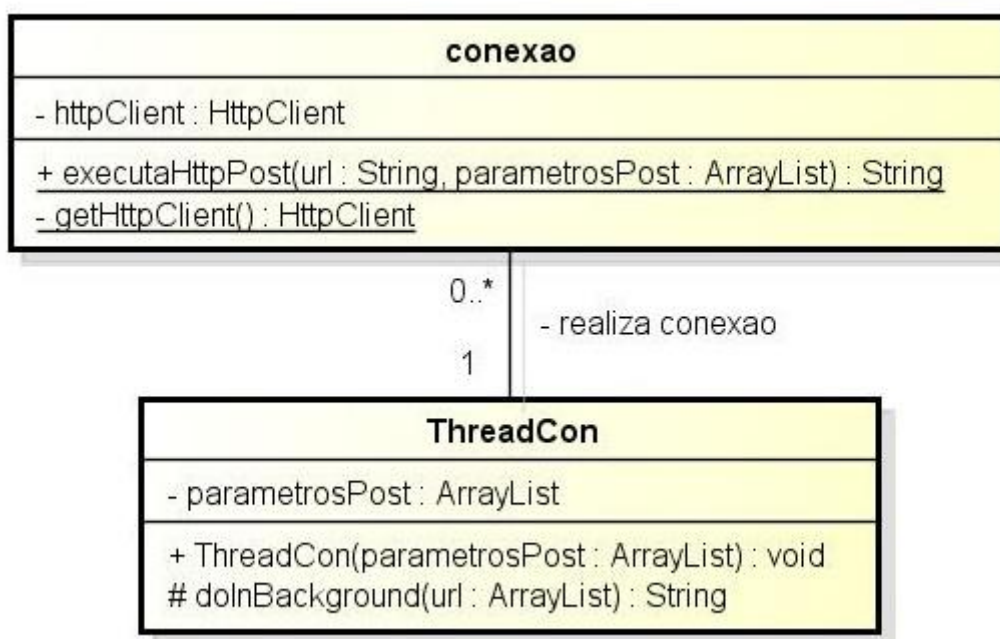 conexao
- httpClient : HttpClient
+ executaHttpPost(url : String, parametrosPost : ArrayList) : String
- getHttpClient() : HttpClient
0..*
- realiza conexao
1
ThreadCon
- parametrosPost : ArrayList
+ ThreadCon(parametrosPost : ArrayList) : void
# doInBackground(url : ArrayList) : String